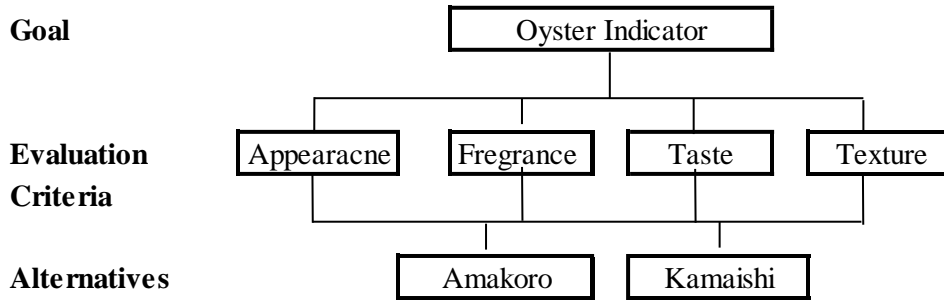 Goal
Oyster Indicator
Evaluation
Criteria
Appearacne
Fregrance
Taste
Texture
Alternatives
Amakoro
Kamaishi